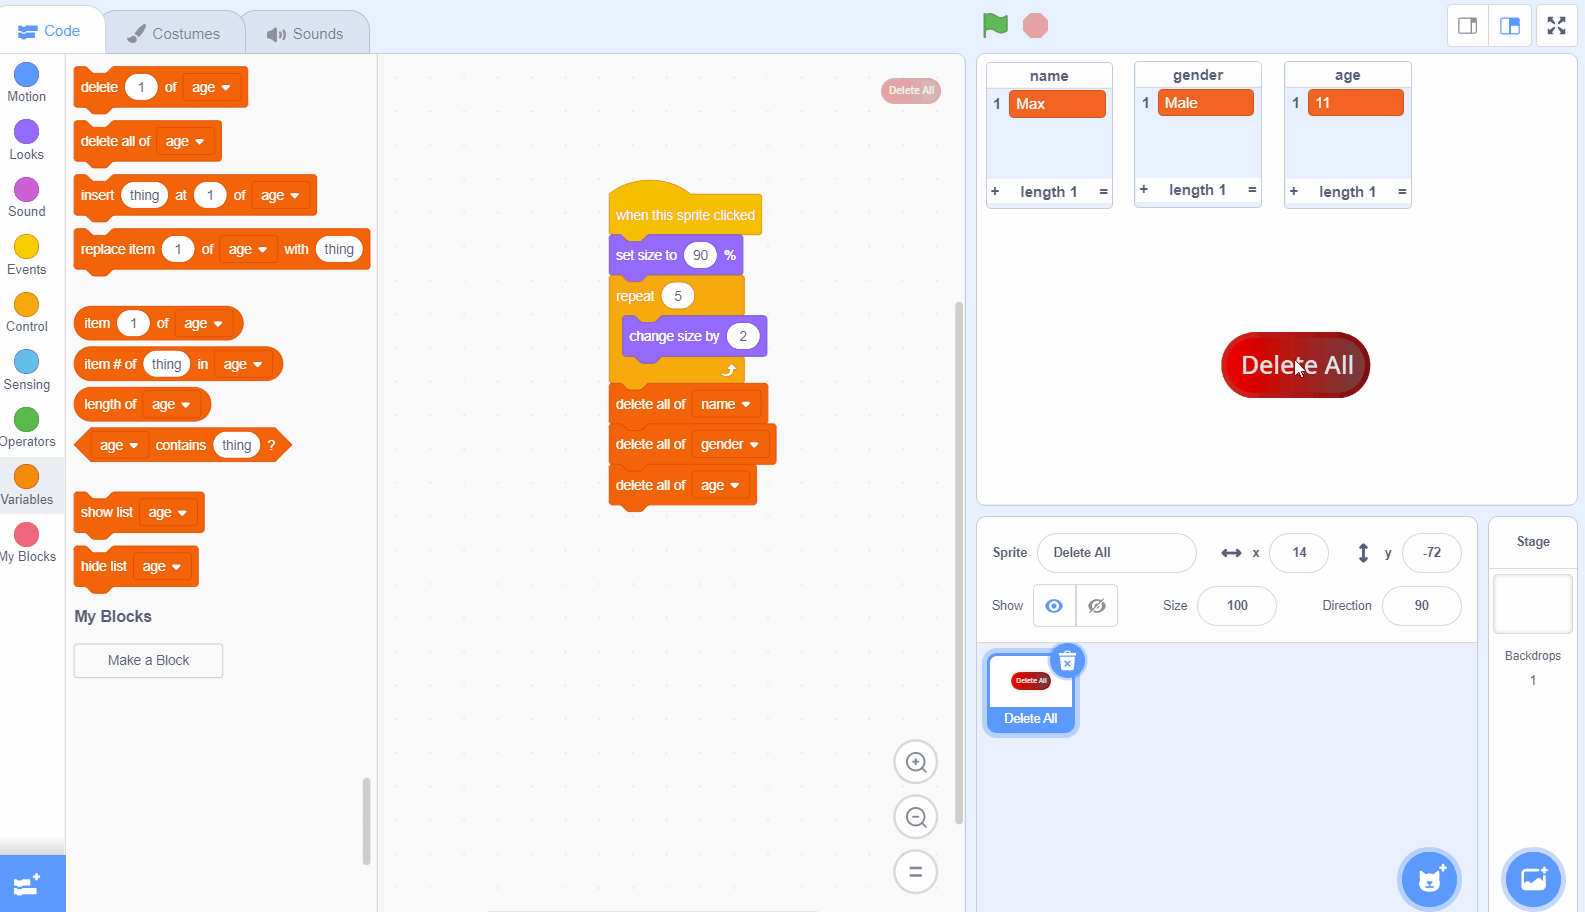 Code
Costumes
Sounds
Motion
Looks
Sound
Events
Control
Sensing
Operators
Variables
My Blocks
delete 1 of age
delete all of age
insert thing at 1 of age
replace item 1 of age with thing
item 1 of age
item # of thing in age
length of age
age contains thing ?
show list age
hide list age
My Blocks
Make a Block
Delete All
when this sprite clicked
set size to 90 %
repeat 5
change size by 2
delete all of name
delete all of gender
delete all of age
name
1 Max
+ length 1 =
gender
1 Male
+ length 1 =
age
1 11
+ length 1 =
Delete All
Sprite Delete All x 14 y -72
Show Size 100 Direction 90
Delete All
Delete All
Stage
Backdrops
1